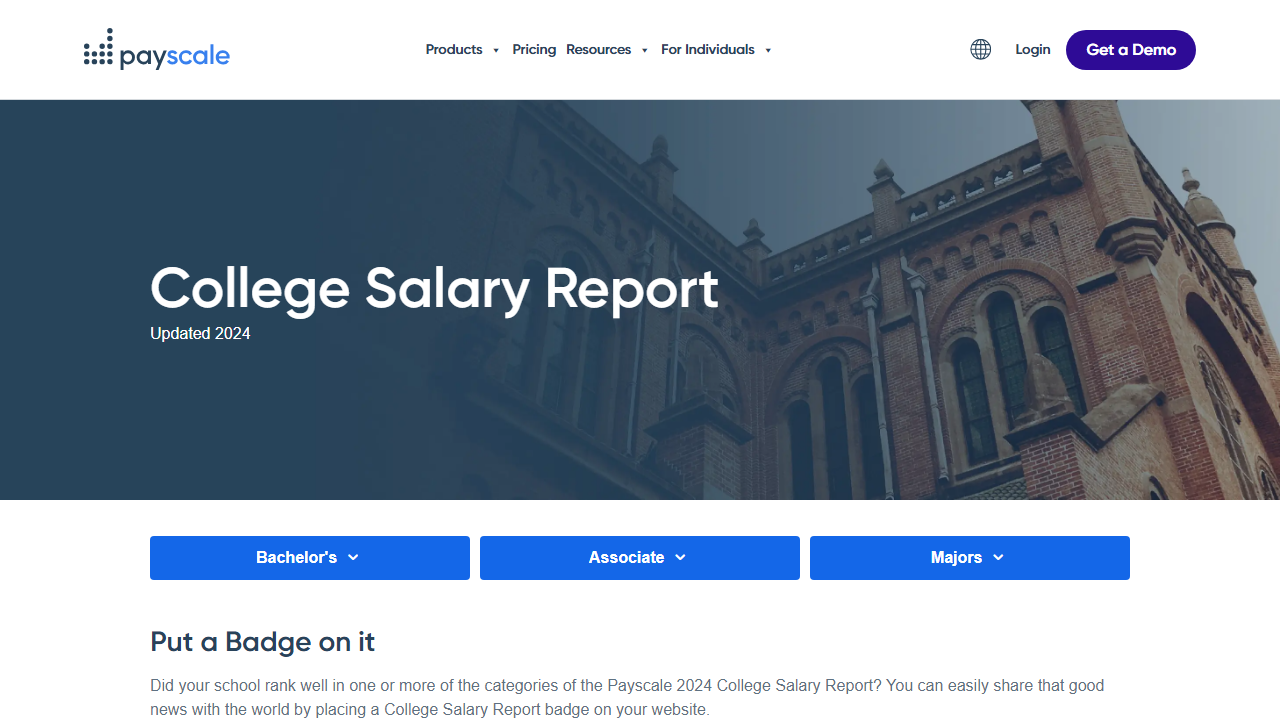 payscale
Products
Pricing
Resources
For Individuals
Login
Get a Demo
College Salary Report
Updated 2024
Bachelor's
Associate
Majors
Put a Badge on it
Did your school rank well in one or more of the categories of the Payscale 2024 College Salary Report? You can easily share that good
news with the world by placing a College Salary Report badge on your website.